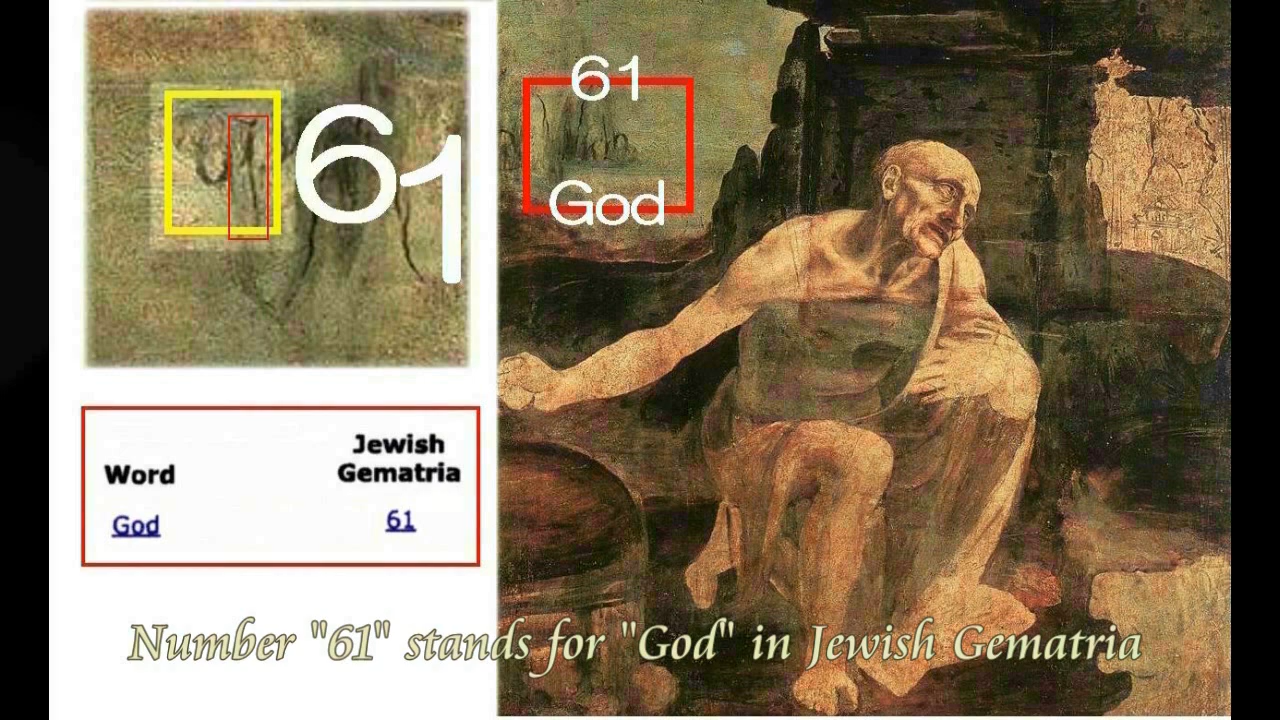 61
61
God
Word
Jewish
Gematria
God
61
Number "61" stands for "God" in Jewish Gematria